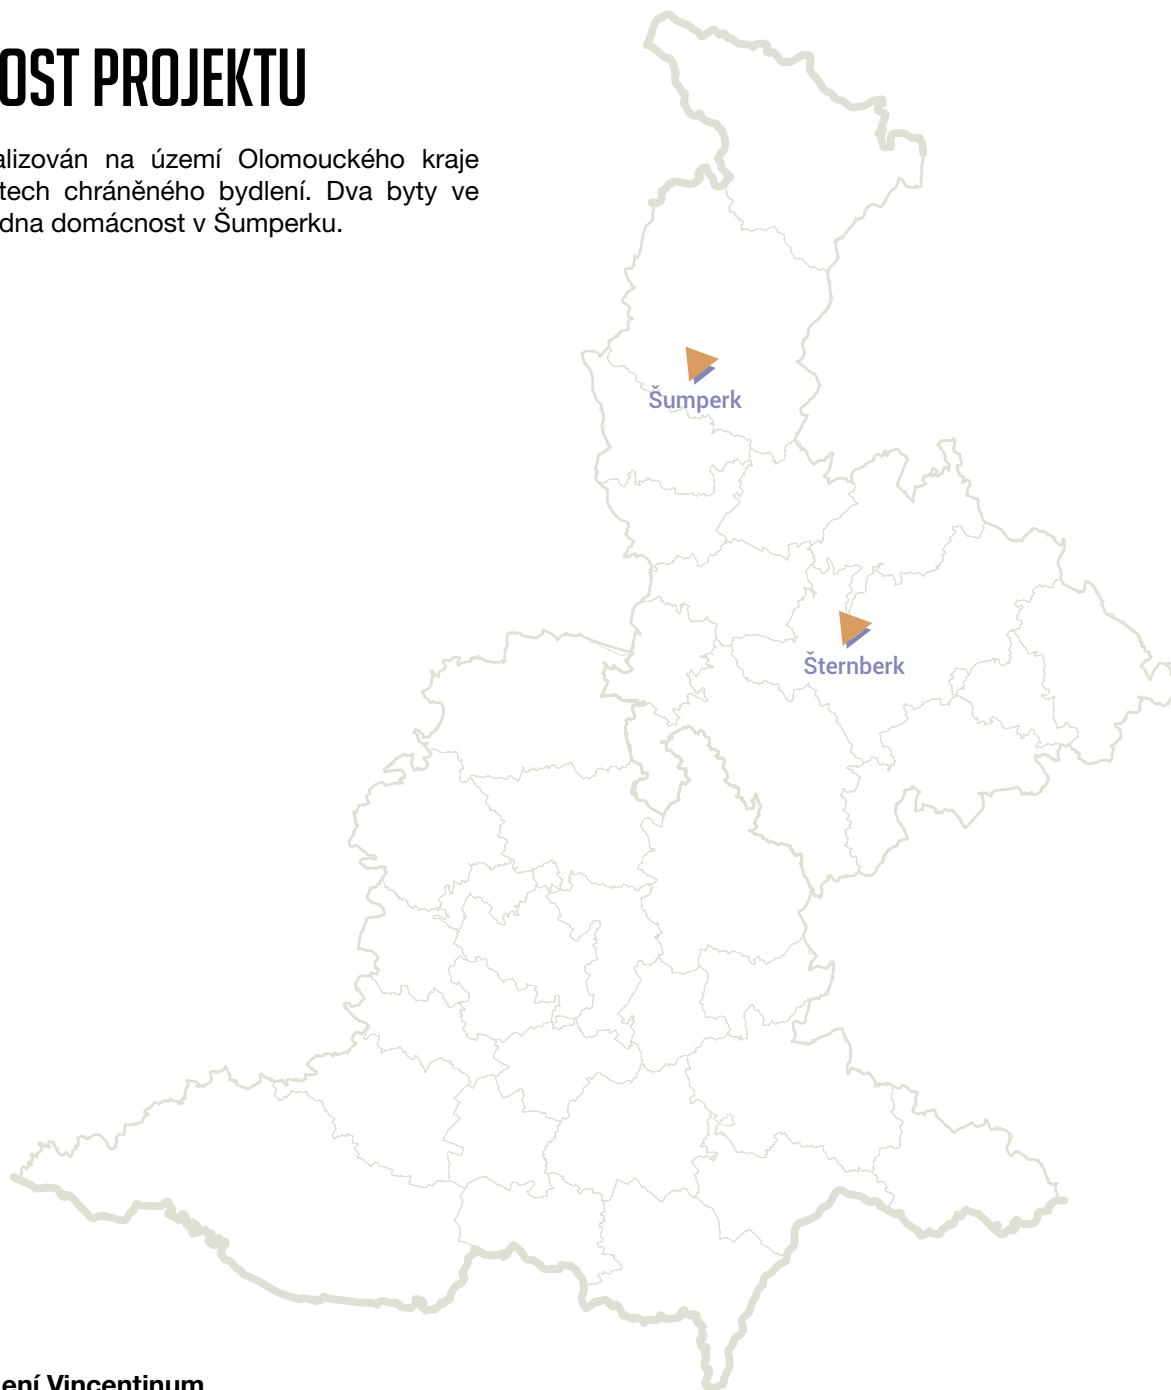 OST PROJEKTU
alizován na území Olomouckého kraje
tech chráněného bydlení. Dva byty ve
dna domácnost v Šumperku.
Šumperk
Šternberk
ení Vincentinum